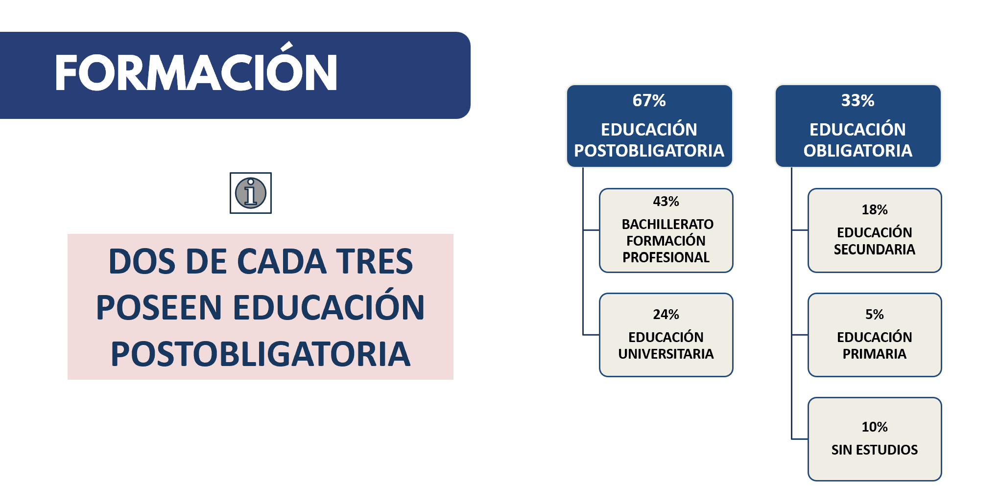 FORMACIÓN
i
DOS DE CADA TRES
POSEEN EDUCACIÓN
POSTOBLIGATORIA
67%
EDUCACIÓN
POSTOBLIGATORIA
43%
BACHILLERATO
FORMACIÓN
PROFESIONAL
24%
EDUCACIÓN
UNIVERSITARIA
33%
EDUCACIÓN
OBLIGATORIA
18%
EDUCACIÓN
SECUNDARIA
5%
EDUCACIÓN
PRIMARIA
10%
SIN ESTUDIOS